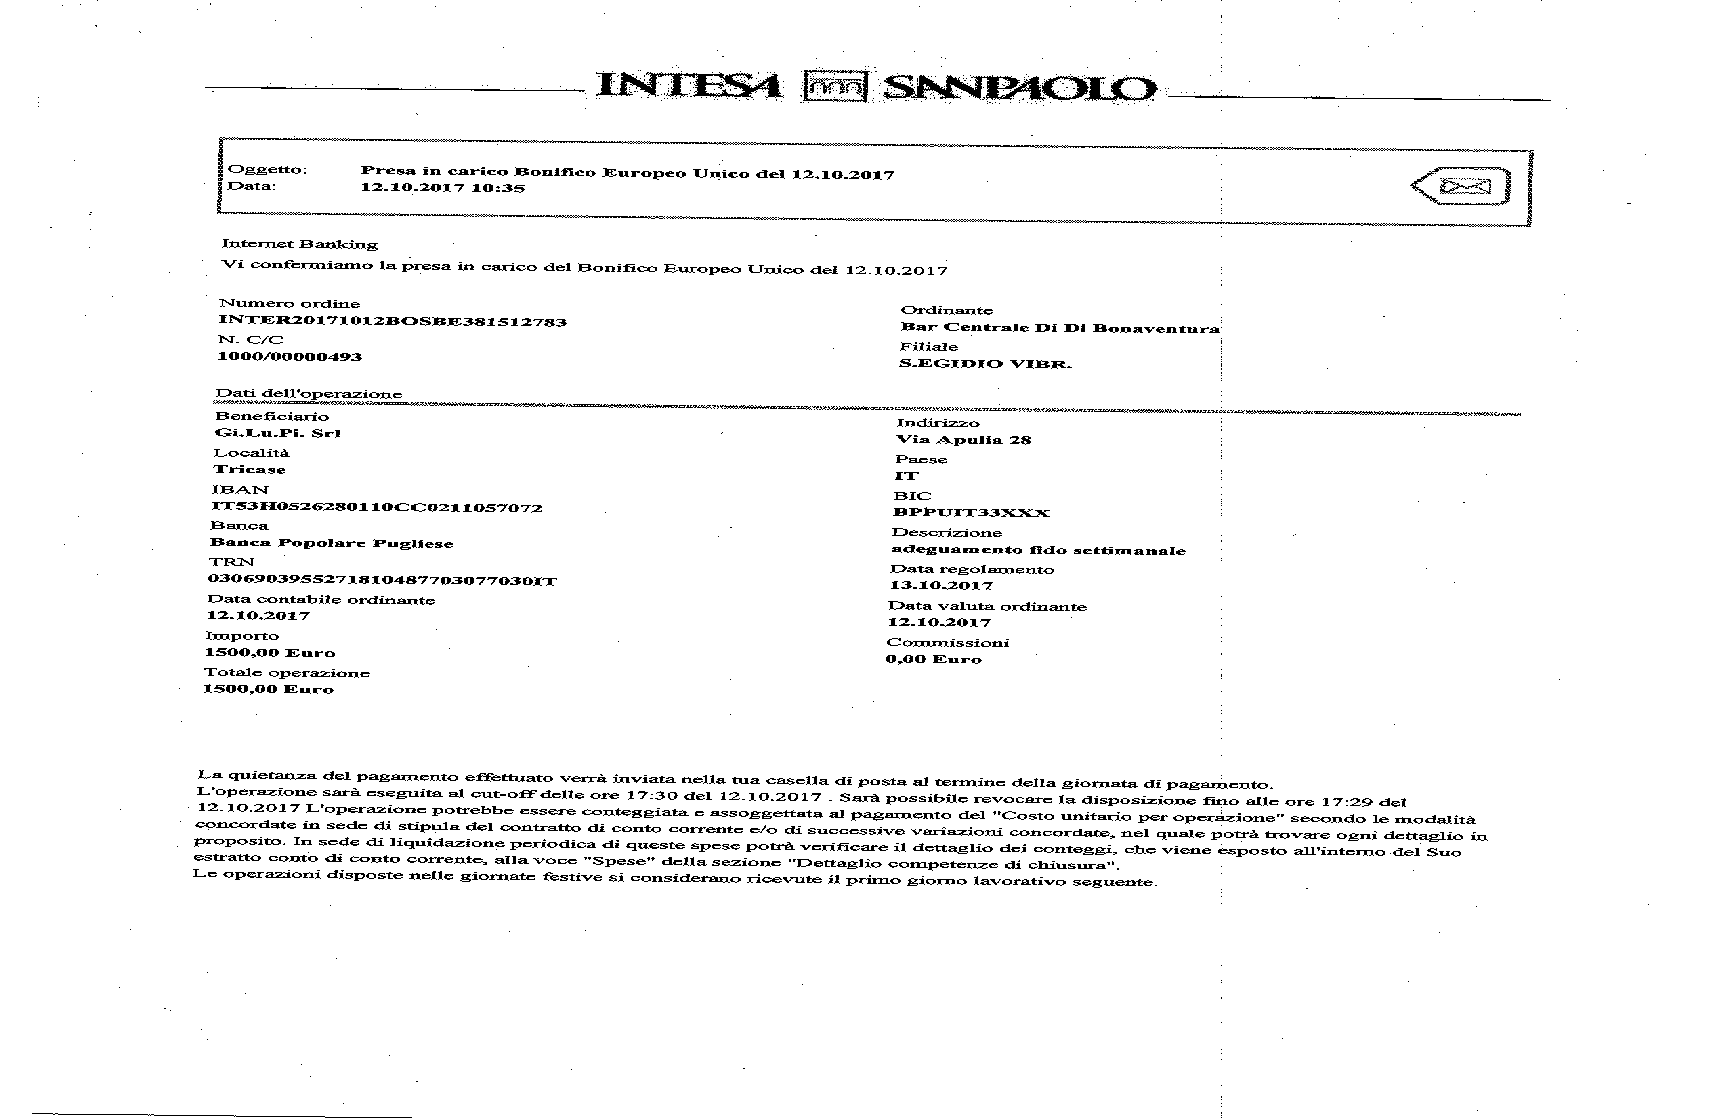 INTESA SANPAOLO
Oggetto: Presa in carico Bonifico Europeo Unico del 12.10.2017
Data: 12.10.2017 10:35
Internet Banking
Vi confermiamo la presa in carico del Bonifico Europeo Unico del 12.10.2017
Numero ordine
INTER20171012BOSBE381512783
N. C/C
1000/00000493
Ordinante
Bar Centrale Di Di Bonaventura
Filiale
S.EGIDIO VIBR.
Dati dell'operazione
Beneficiario
Gi.Lu.Pi. Srl
Località
Tricase
IBAN
IT53H0526280110CC0211057072
Banca
Banca Popolare Pugliese
TRN
0306903955271810487703077030IT
Data contabile ordinante
12.10.2017
Importo
1500,00 Euro
Totale operazione
1500,00 Euro
Indirizzo
Via Apulia 28
Paese
IT
BIC
BPPUIT33XXX
Descrizione
adeguamento fido settimanale
Data regolamento
13.10.2017
Data valuta ordinante
12.10.2017
Commissioni
0,00 Euro
La quietanza del pagamento effettuato verrà inviata nella tua casella di posta al termine della giornata di pagamento.
L'operazione sarà eseguita al cut-off delle ore 17:30 del 12.10.2017 . Sarà possibile revocare la disposizione fino alle ore 17:29 del
12.10.2017 L'operazione potrebbe essere conteggiata e assoggettata al pagamento del "Costo unitario per operazione" secondo le modalità
concordate in sede di stipula del contratto di conto corrente e/o di successive variazioni concordate, nel quale potrà trovare ogni dettaglio in
proposito. In sede di liquidazione periodica di queste spese potrà verificare il dettaglio dei conteggi, che viene esposto all'interno del Suo
estratto conto di conto corrente, alla voce "Spese" della sezione "Dettaglio competenze di chiusura".
Le operazioni disposte nelle giornate festive si considerano ricevute il primo giorno lavorativo seguente.